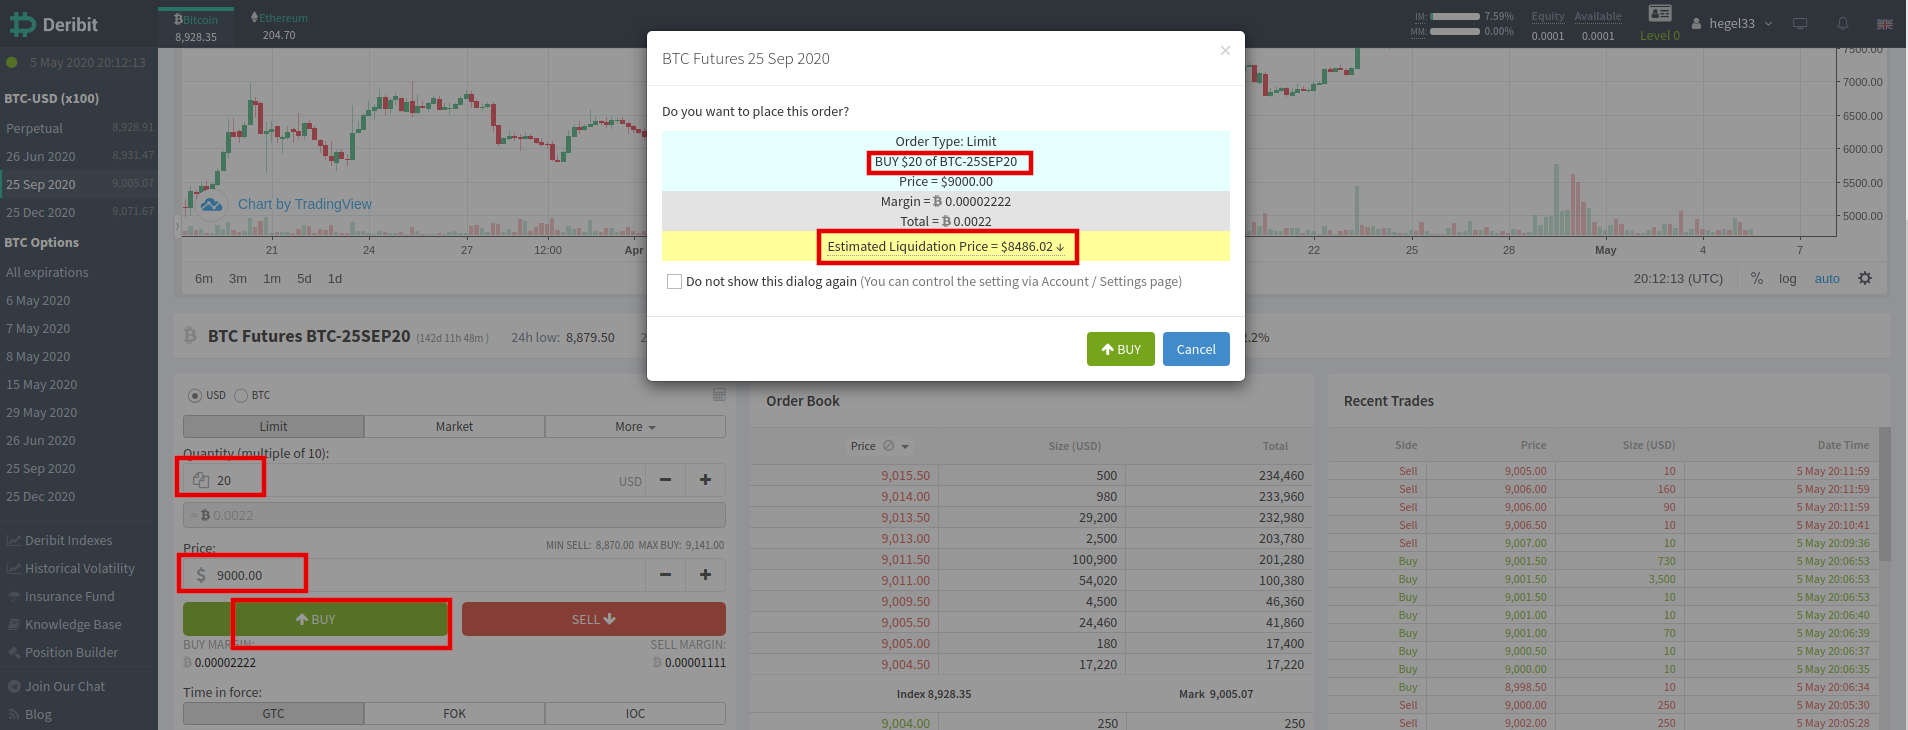 Deribit
Bitcoin
8,928.35
Ethereum
204.70
IM: 7.59%
MM: 0.00%
Equity
0.0001
Available
0.0001
Level 0
hegel33
5 May 2020 20:12:13
BTC-USD (x100)
Perpetual 8,928.91
26 Jun 2020 8,931.47
25 Sep 2020 9,005.07
25 Dec 2020 9,071.67
BTC Options
All expirations
6 May 2020
7 May 2020
8 May 2020
15 May 2020
29 May 2020
26 Jun 2020
25 Sep 2020
25 Dec 2020
Deribit Indexes
Historical Volatility
Insurance Fund
Knowledge Base
Position Builder
Join Our Chat
Blog
Chart by TradingView
7500.00
7000.00
6500.00
6000.00
5500.00
5000.00
21 24 27 12:00 Apr 22 25 28 May 4 7
6m 3m 1m 5d 1d
20:12:13 (UTC) % log auto
BTC Futures 25 Sep 2020 ×
Do you want to place this order?
Order Type: Limit
BUY $20 of BTC-25SEP20
Price = $9000.00
Margin = ₿ 0.00002222
Total = ₿ 0.0022
Estimated Liquidation Price = $8486.02 ↓
Do not show this dialog again (You can control the setting via Account / Settings page)
BUY Cancel
BTC Futures BTC-25SEP20 (142d 11h 48m ) 24h low: 8,879.50
2.2%
USD BTC
Limit Market More
Quantity (multiple of 10):
20 USD
≈ ₿ 0.0022
Price: MIN SELL: 8,870.00 MAX BUY: 9,141.00
$ 9000.00
BUY SELL
BUY MARGIN: SELL MARGIN:
₿ 0.00002222 ₿ 0.00001111
Time in force:
GTC FOK IOC
Order Book
Price Size (USD) Total
9,015.50 500 234,460
9,014.00 980 233,960
9,013.50 29,200 232,980
9,013.00 2,500 203,780
9,011.50 100,900 201,280
9,011.00 54,020 100,380
9,009.50 4,500 46,360
9,005.50 24,460 41,860
9,005.00 180 17,400
9,004.50 17,220 17,220
Index 8,928.35 Mark 9,005.07
9,004.00 250 250
Recent Trades
Side Price Size (USD) Date Time
Sell 9,005.00 10 5 May 20:11:59
Sell 9,006.00 160 5 May 20:11:59
Sell 9,006.00 90 5 May 20:11:59
Sell 9,006.50 10 5 May 20:10:41
Sell 9,007.00 10 5 May 20:09:36
Buy 9,001.50 730 5 May 20:06:53
Buy 9,001.50 3,500 5 May 20:06:53
Buy 9,001.50 10 5 May 20:06:53
Buy 9,001.00 10 5 May 20:06:40
Buy 9,001.00 70 5 May 20:06:39
Buy 9,000.50 10 5 May 20:06:37
Buy 9,000.00 10 5 May 20:06:35
Buy 8,998.50 10 5 May 20:06:34
Sell 9,000.00 250 5 May 20:05:30
Sell 9,002.00 250 5 May 20:05:28